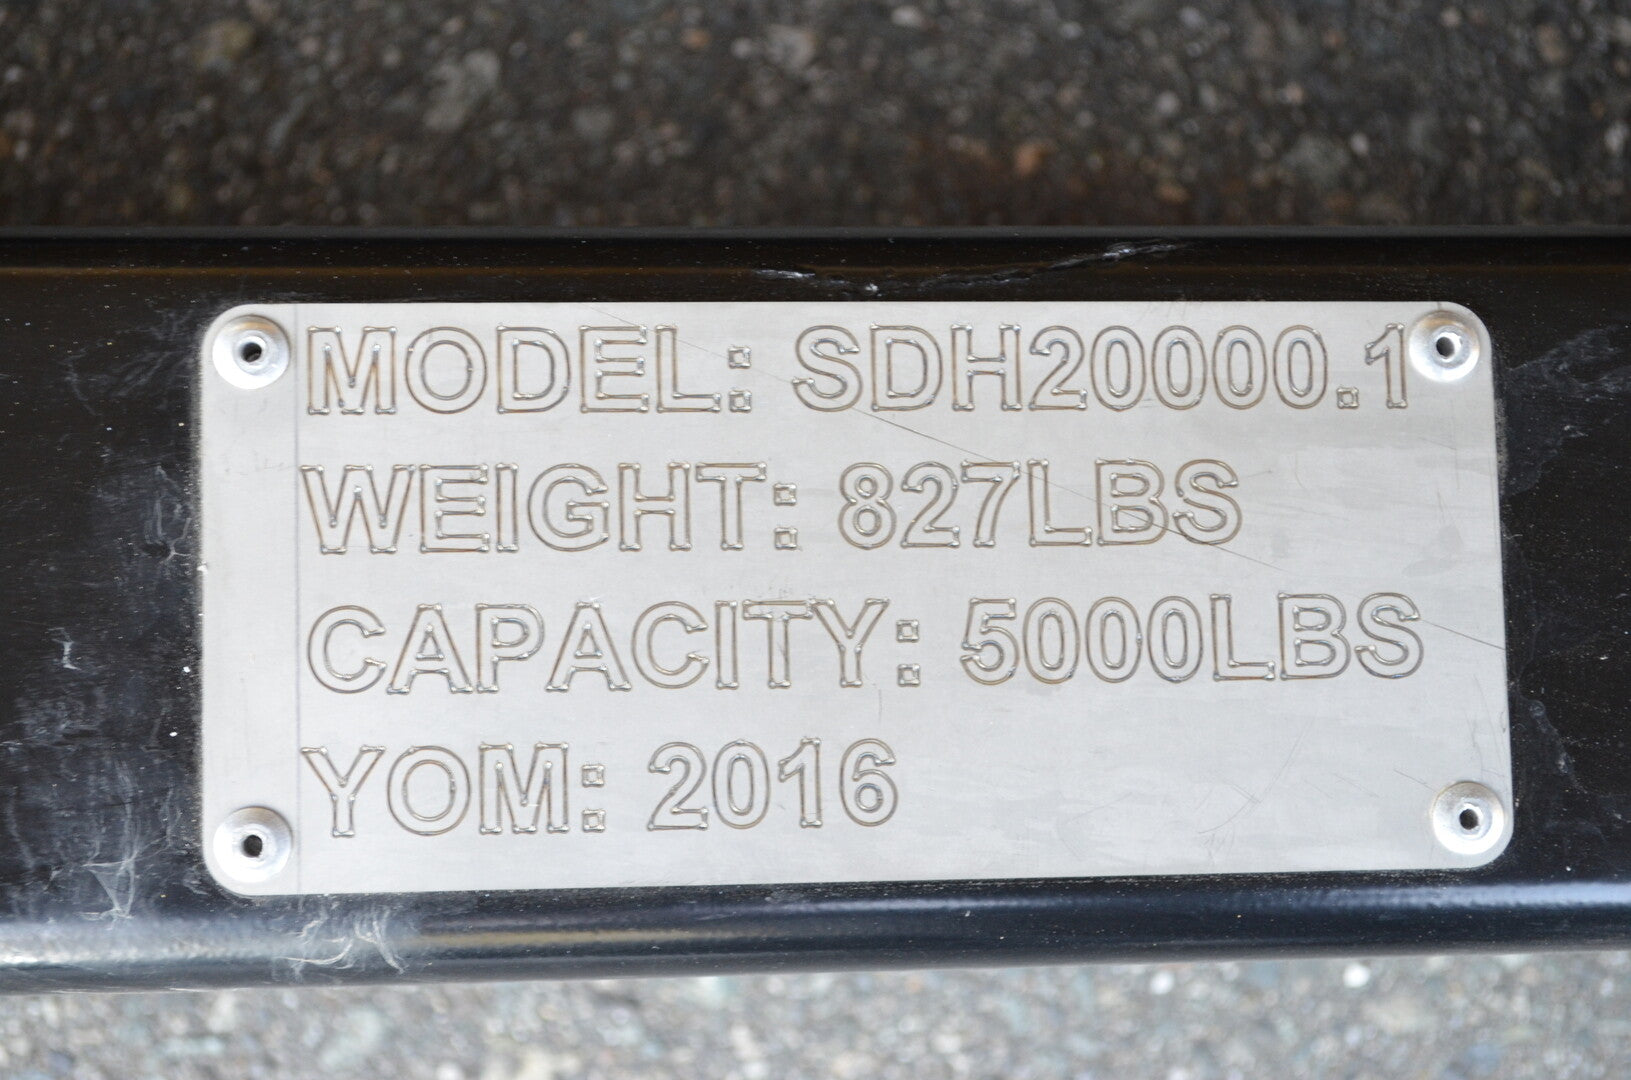 MODEL: SDH20000.1
WEIGHT: 827LBS
CAPACITY: 5000LBS
YOM: 2016